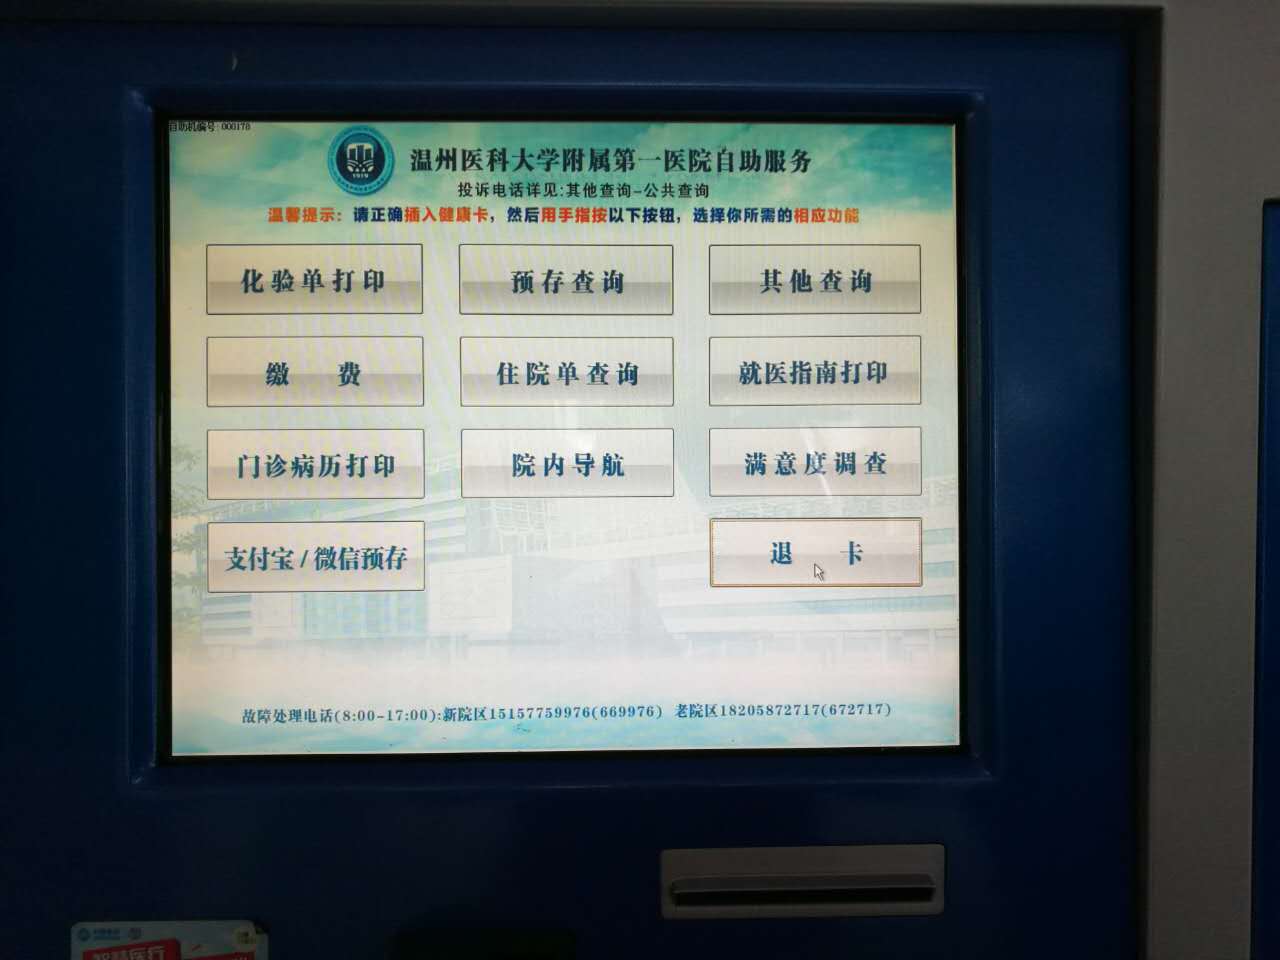 自助机编号:000178
温州医科大学附属第一医院自助服务
1919
投诉电话详见:其他查询-公共查询
温馨提示：请正确插入健康卡，然后用手指按以下按钮，选择你所需的相应功能
化验单打印
预存查询
其他查询
缴 费
住院单查询
就医指南打印
门诊病历打印
院内导航
满意度调查
支付宝/微信预存
退 卡
故障处理电话(8:00-17:00):新院区15157759976(669976) 老院区18205872717(672717)
智慧医疗